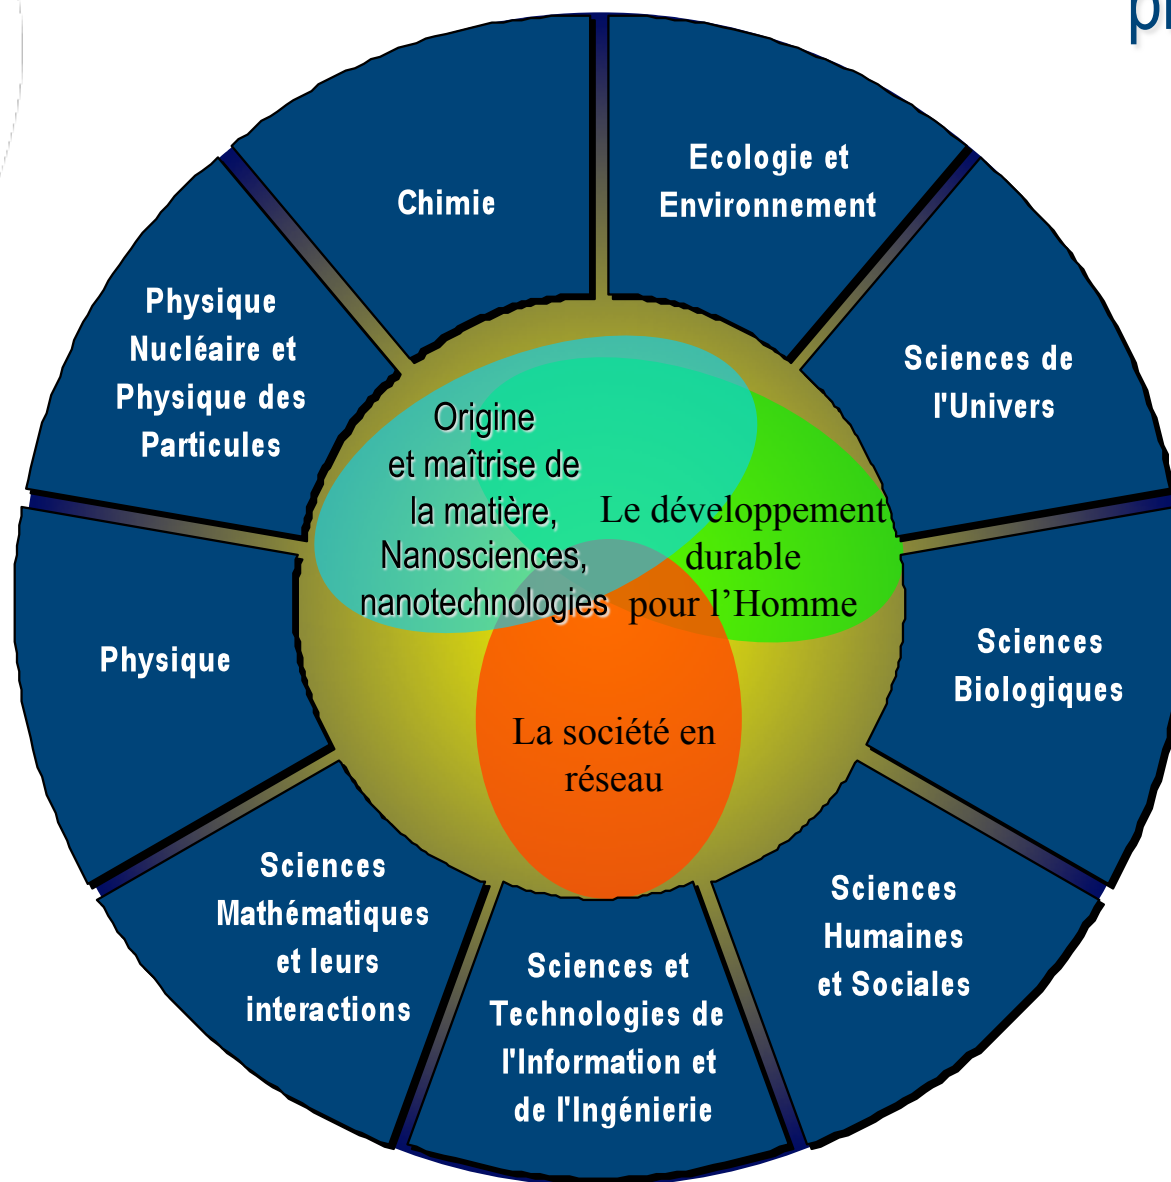 Chimie
Ecologie et
Environnement
Sciences de
l'Univers
Sciences
Biologiques
Sciences
Humaines
et Sociales
Sciences et
Technologies de
l'Information et
de l'Ingénierie
Sciences
Mathématiques
et leurs
interactions
Physique
Physique
Nucléaire et
Physique des
Particules
Origine
et maîtrise de
la matière,
Nanosciences,
nanotechnologies
Le développement
durable
pour l’Homme
La société en
réseau